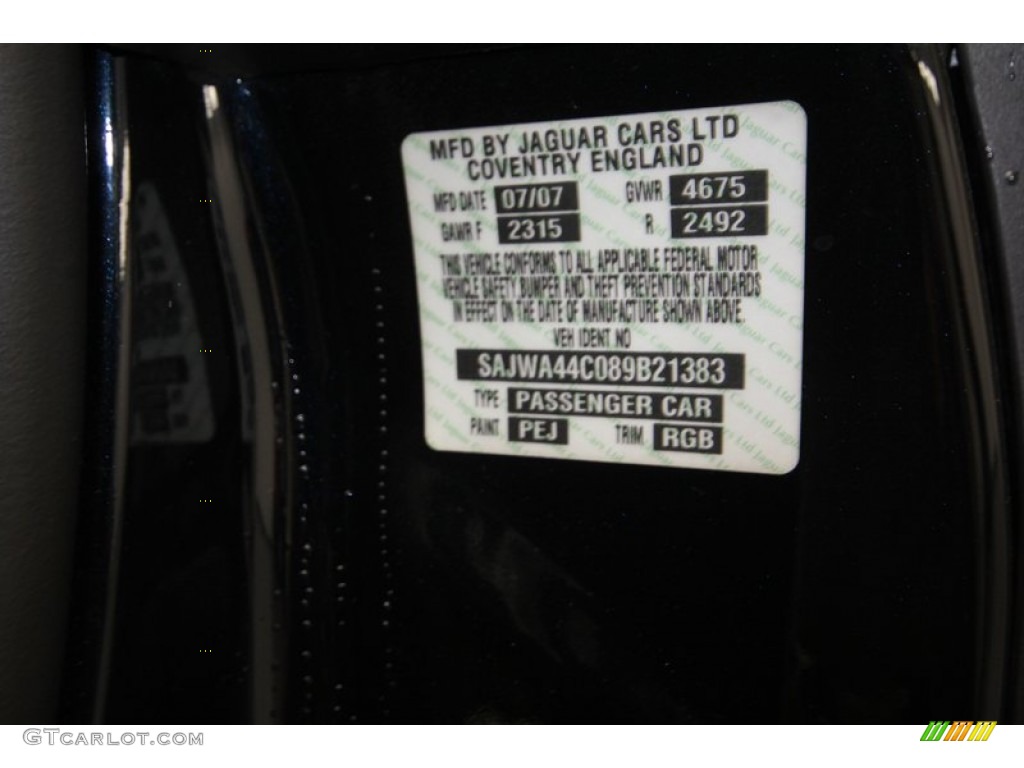 MFD BY JAGUAR CARS LTD
COVENTRY ENGLAND
MFD DATE 07/07 GVWR 4675
GAWR F 2315 R 2492
THIS VEHICLE CONFORMS TO ALL APPLICABLE FEDERAL MOTOR
VEHICLE SAFETY BUMPER AND THEFT PREVENTION STANDARDS
IN EFFECT ON THE DATE OF MANUFACTURE SHOWN ABOVE.
VEH IDENT NO
SAJWA44C089B21383
TYPE PASSENGER CAR
PAINT PEJ TRIM RGB
GTCARLOT.COM